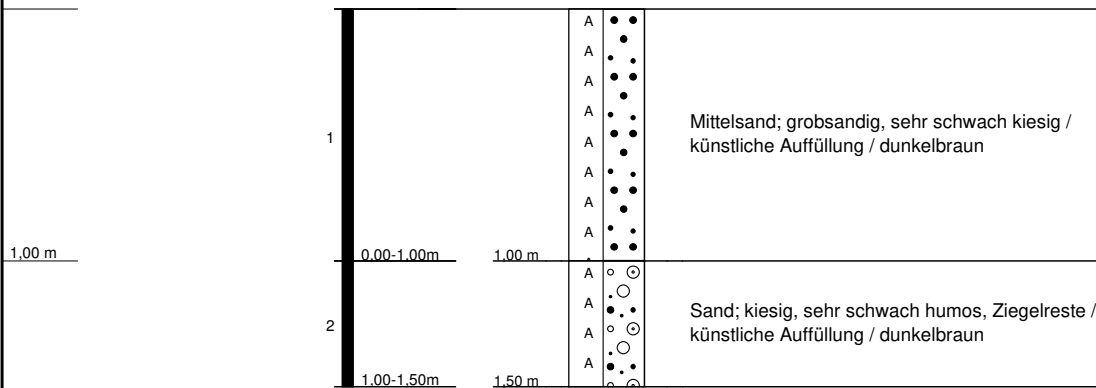 A
A
A
A
1
Mittelsand; grobsandig, sehr schwach kiesig /
künstliche Auffüllung / dunkelbraun
A
A
A
A
1,00 m
0,00-1,00m
1,00 m
A
A
2
Sand; kiesig, sehr schwach humos, Ziegelreste /
künstliche Auffüllung / dunkelbraun
A
A
1,00-1,50m
1,50 m